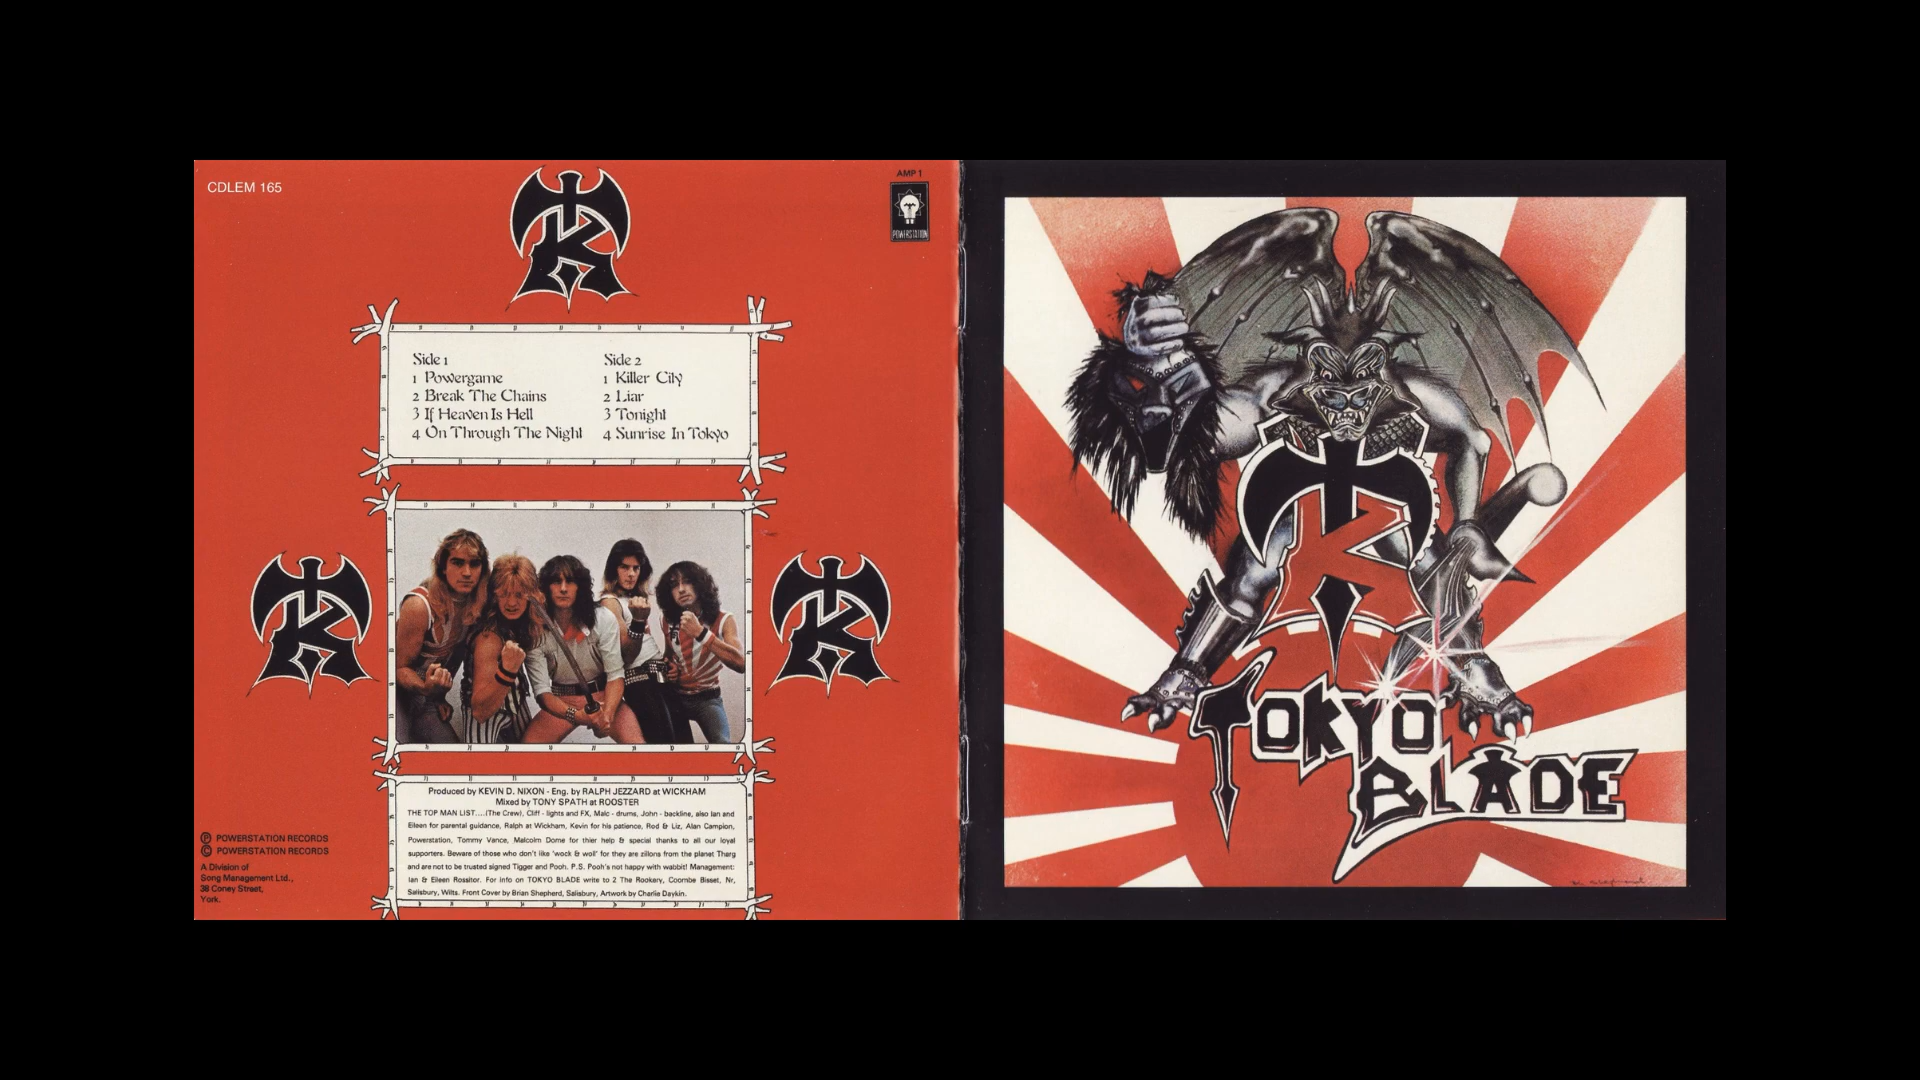 CDLEM 165
AMP 1
POWERSTATION
Side 1
1 Powergame
2 Break The Chains
3 If Heaven Is Hell
4 On Through The Night
Side 2
1 Killer City
2 Liar
3 Tonight
4 Sunrise In Tokyo
Produced by KEVIN D. NIXON - Eng. by RALPH JEZZARD at WICKHAM
Mixed by TONY SPATH at ROOSTER
THE TOP MAN LIST....(The Crew), Cliff - lights and FX, Malc - drums, John - backline, also Ian and
Eileen for parental guidance, Ralph at Wickham, Kevin for his patience, Rod & Liz, Alan Campion,
Powerstation, Tommy Vance, Malcolm Dome for thier help & special thanks to all our loyal
supporters. Beware of those who don't like 'wock & woll' for they are zillons from the planet Tharg
and are not to be trusted signed Tigger and Pooh. P.S. Pooh's not happy with wabbit! Management:
Ian & Eileen Rossitor. For info on TOKYO BLADE write to 2 The Rookery, Coombe Bisset, Nr,
Salisbury, Wilts. Front Cover by Brian Shepherd, Salisbury, Artwork by Charlie Daykin.
Ⓟ POWERSTATION RECORDS
© POWERSTATION RECORDS
A Division of
Song Management Ltd.,
38 Coney Street,
York.
TOKYO
BLADE